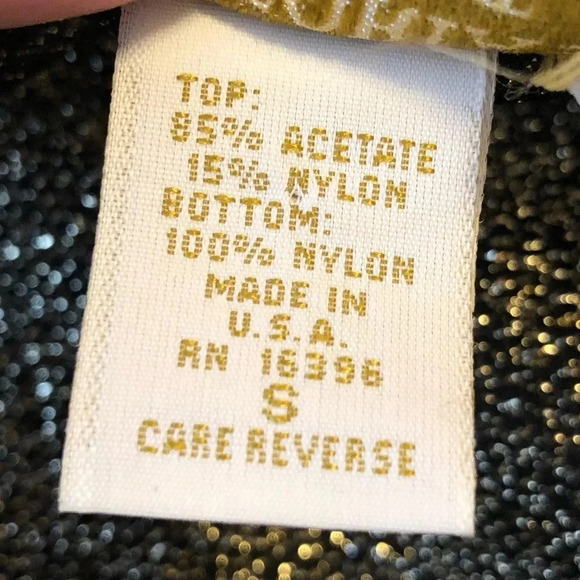 TOP:
85% ACETATE
15% NYLON
BOTTOM:
100% NYLON
MADE IN
U.S.A.
RN 16396
S
CARE REVERSE